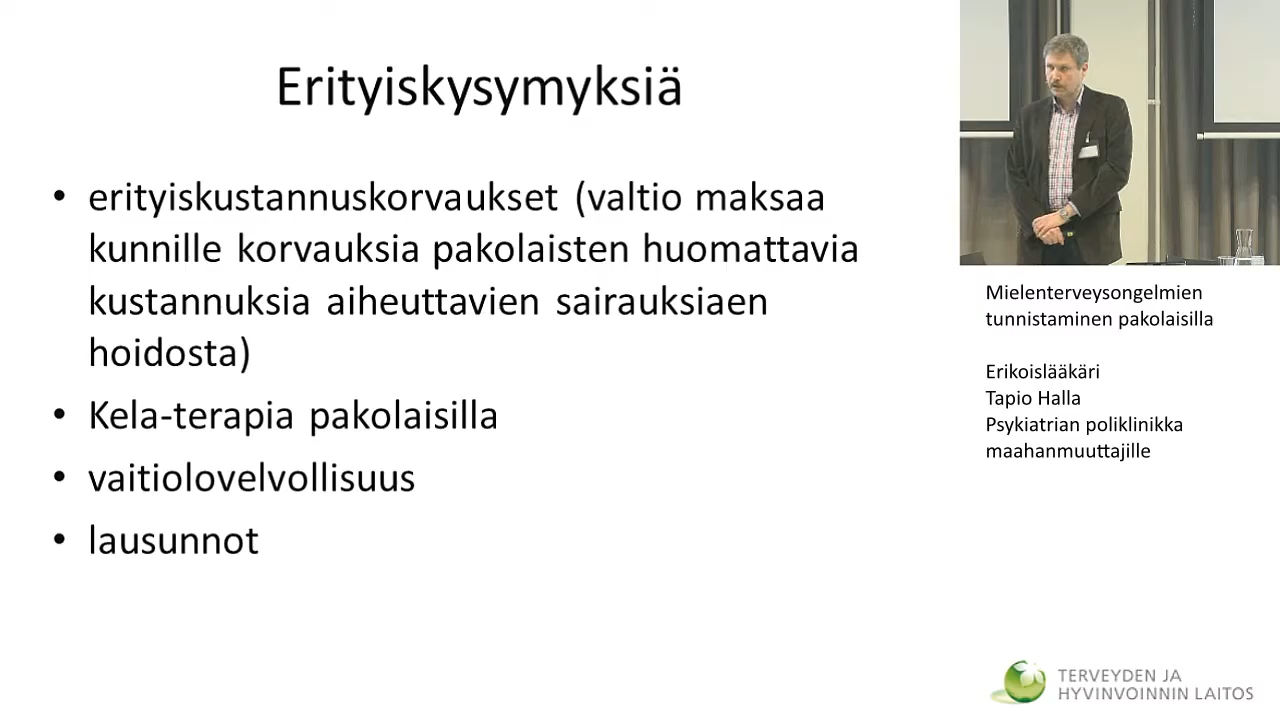 Erityiskysymyksiä
• erityiskustannuskorvaukset (valtio maksaa
kunnille korvauksia pakolaisten huomattavia
kustannuksia aiheuttavien sairauksiaen
hoidosta)
• Kela-terapia pakolaisilla
• vaitiolovelvollisuus
• lausunnot
Mielenterveysongelmien
tunnistaminen pakolaisilla
Erikoislääkäri
Tapio Halla
Psykiatrian poliklinikka
maahanmuuttajille
TERVEYDEN JA
HYVINVOINNIN LAITOS